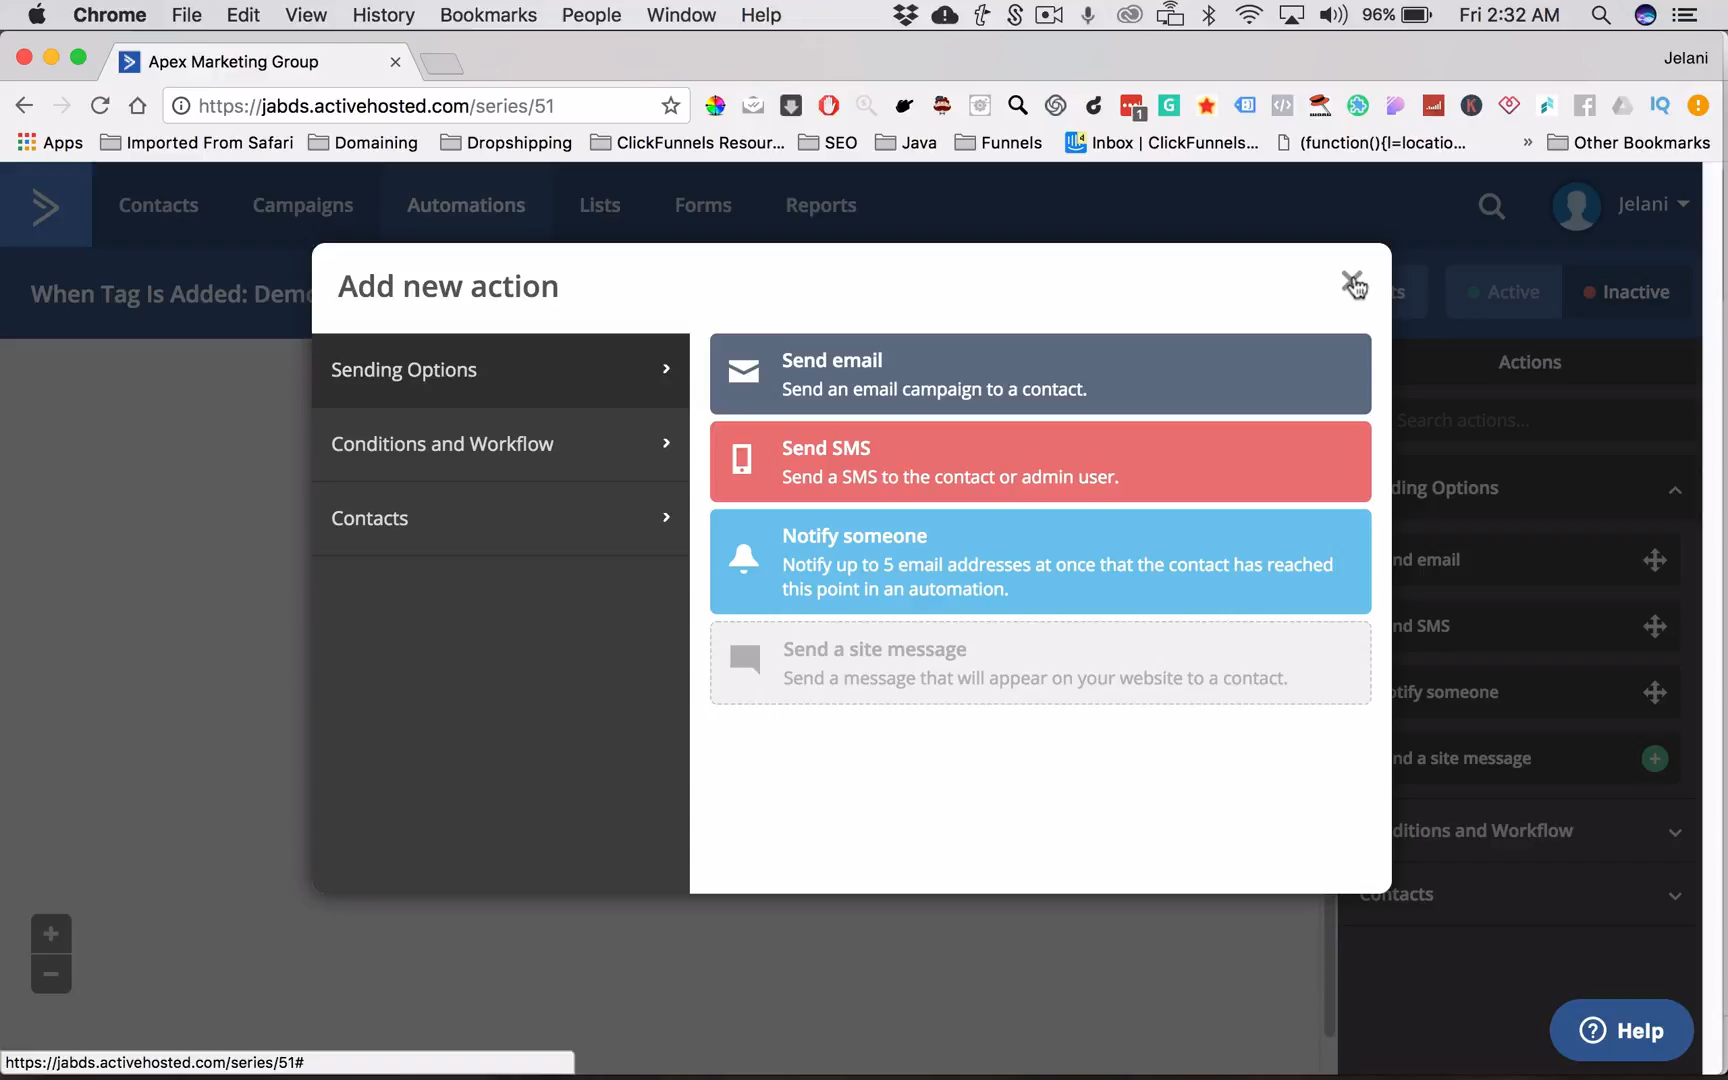 Chrome File Edit View History Bookmarks People Window Help 96% Fri 2:32 AM
Apex Marketing Group Jelani
https://jabds.activehosted.com/series/51
Apps Imported From Safari Domaining Dropshipping ClickFunnels Resour... SEO Java Funnels Inbox | ClickFunnels... (function(){l=locatio... » Other Bookmarks
Contacts Campaigns Automations Lists Forms Reports Jelani
When Tag Is Added: Demo
Active Inactive
Add new action
Actions
Search actions...
Sending Options
Conditions and Workflow
Contacts
Send email
Send an email campaign to a contact.
Send SMS
Send a SMS to the contact or admin user.
Notify someone
Notify up to 5 email addresses at once that the contact has reached
this point in an automation.
Send a site message
Send a message that will appear on your website to a contact.
ding Options
nd email
nd SMS
otify someone
nd a site message
ditions and Workflow
Contacts
Help
https://jabds.activehosted.com/series/51#